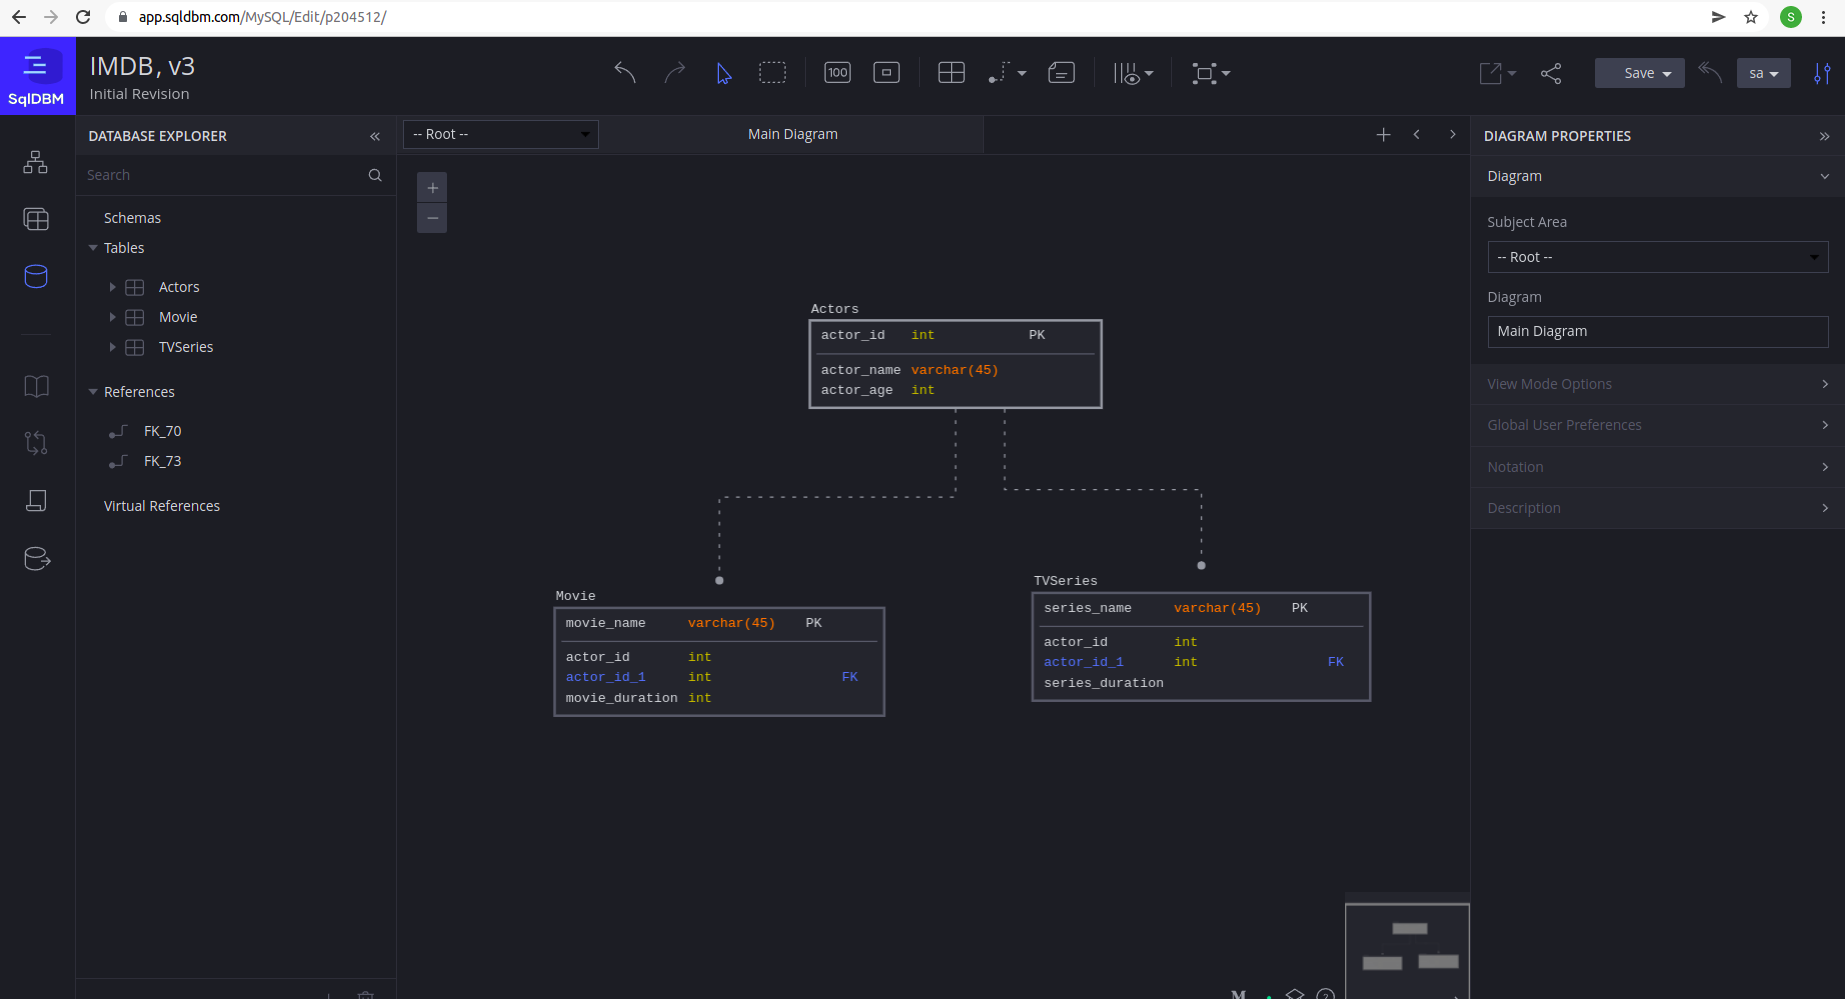 app.sqldbm.com/MySQL/Edit/p204512/
S
SqlDBM
IMDB, v3
Initial Revision
100
Save
sa
DATABASE EXPLORER
Search
Schemas
Tables
Actors
Movie
TVSeries
References
FK_70
FK_73
Virtual References
-- Root --
Main Diagram
Actors
actor_id int PK
actor_name varchar(45)
actor_age int
Movie
movie_name varchar(45) PK
actor_id int
actor_id_1 int FK
movie_duration int
TVSeries
series_name varchar(45) PK
actor_id int
actor_id_1 int FK
series_duration
DIAGRAM PROPERTIES
Diagram
Subject Area
-- Root --
Diagram
Main Diagram
View Mode Options
Global User Preferences
Notation
Description
M
?